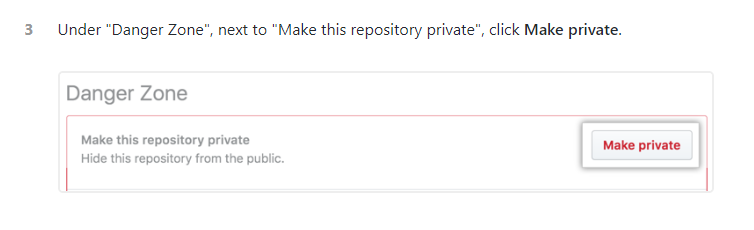 3 Under "Danger Zone", next to "Make this repository private", click Make private.
Danger Zone
Make this repository private
Hide this repository from the public.
Make private